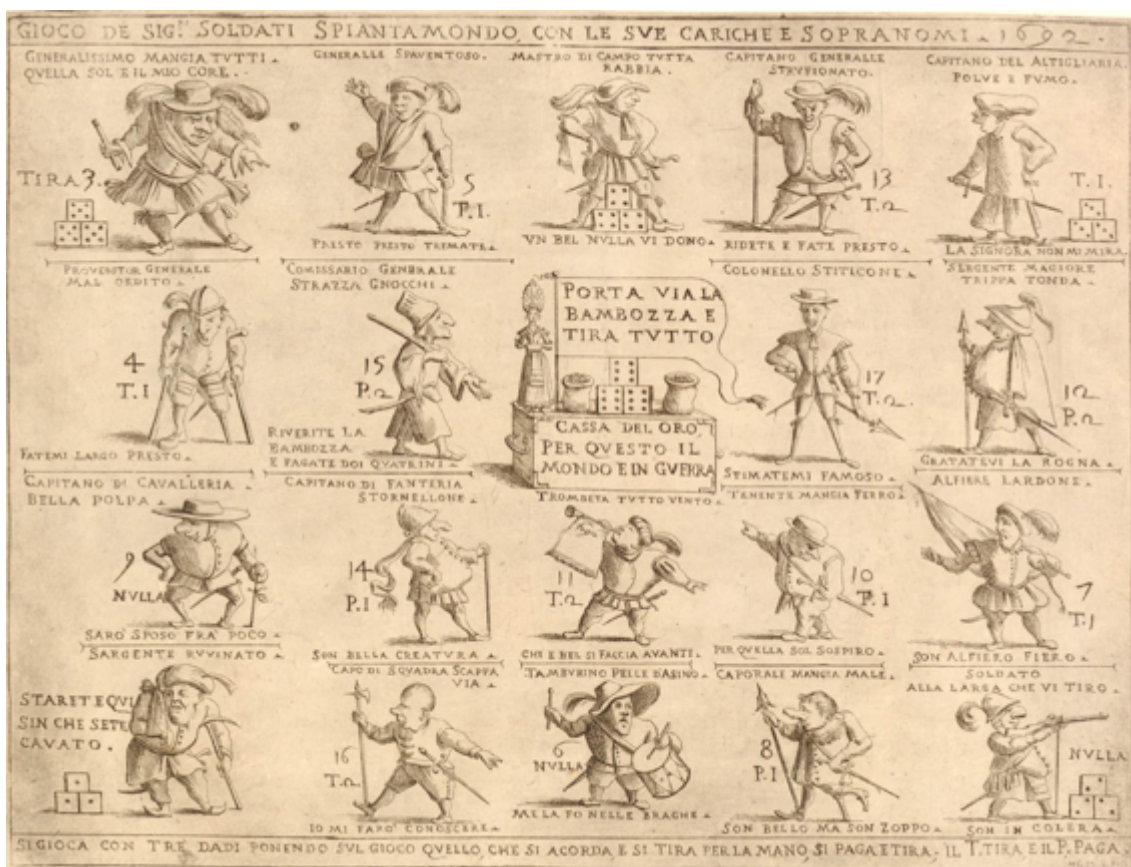 GIOCO DE SIG.RI SOLDATI SPIANTAMONDO, CON LE SVE CARICHE E SOPRANOMI. 1692.
GENERALISSIMO MANGIA TVTTI.
QVELLA SOL E IL MIO CORE.
TIRA 3.
GENERALLE SPAVENTOSO.
5
P. I.
PRESTO PRESTO TREMATE.
MASTRO DI CAMPO TVTTA
RABBIA.
VN BEL NVLLA VI DONO.
CAPITANO GENERALLE
STRVPIONATO.
13
T. 2
RIDETE E FATE PRESTO.
CAPITANO DEL ALTIGLIARIA.
POLVE E FVMO.
T. I.
LA SIGNORA NON MI MIRA.
PROVEDITOR GENERALE
MAL ORDITO.
4
T. I
FATEMI LARGO PRESTO.
COMISSARIO GENERALE
STRAZZA GNOCCHI.
15
P. 2
RIVERITE LA
BAMBOZZA
E PAGATE DOI QVATRINI.
PORTA VIA LA
BAMBOZZA E
TIRA TVTTO
CASSA DEL ORO,
PER QVESTO IL
MONDO E IN GVERRA
COLONELLO STITICONE.
17
T. 2.
STIMATEMI FAMOSO.
SERGENTE MAGIORE
TRIPPA TONDA.
12
P. 2
GRATATEVI LA ROGNA.
CAPITANO DI CAVALLERIA
BELLA POLPA.
9
NVLLA
SARO' SPOSO FRA' POCO.
CAPITANO DI FANTERIA
STORNELLONE.
14
P. I
SON BELLA CREATVRA.
TROMBETA TVTTO VENTO.
11
T. 2
CHE E BEL SI FACCIA AVANTI.
TENENTE MANGIA FERRO.
10
P. I
PER QVELLA SOL SOSPIRO.
ALFIERE LARDONE.
7
T. I
SON ALFIERO FIERO.
SARGENTE RVVINATO.
STARETE QVI
SIN CHE SETE
CAVATO.
CAPO DI SQVADRA SCAPPA
VIA.
16
T. 2
IO MI FARO' CONOSCERE.
TAMBVRINO PELLE D'ASINO.
6
NVLLA
ME LA FO NELLE BRAGHE.
CAPORALE MANGIA MALE.
8
P. I
SON BELLO MA SON ZOPPO.
SOLDATO
ALLA LARGA CHE VI TIRO.
NVLLA
SON IN COLERA.
SI GIOCA CON TRE DADI PONENDO SVL GIOCO QVELLO, CHE SI ACORDA, E SI TIRA PER LA MANO, SI PAGA E TIRA. IL T. TIRA E IL P. PAGA